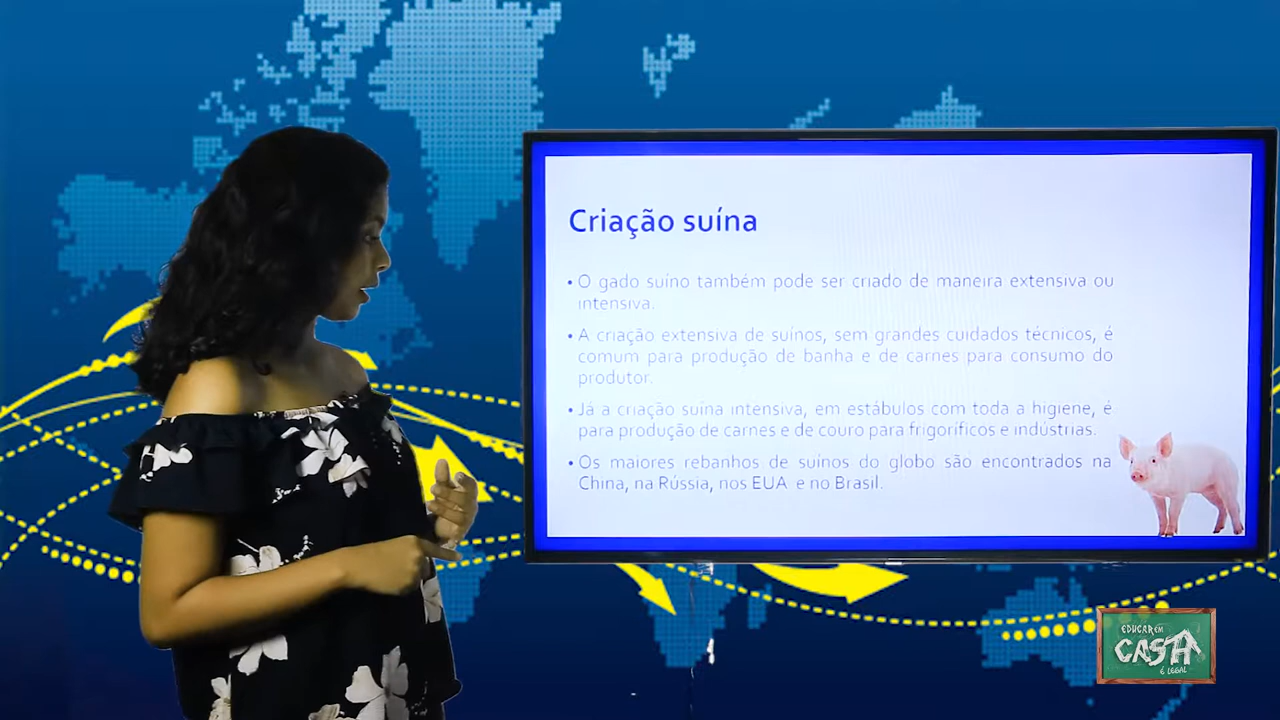 Criação suína
• O gado suíno também pode ser criado de maneira extensiva ou
intensiva.
• A criação extensiva de suínos, sem grandes cuidados técnicos, é
comum para produção de banha e de carnes para consumo do
produtor.
• Já a criação suína intensiva, em estábulos com toda a higiene, é
para produção de carnes e de couro para frigoríficos e indústrias.
• Os maiores rebanhos de suínos do globo são encontrados na
China, na Rússia, nos EUA e no Brasil.
EDUCAR EM
CASA
É LEGAL